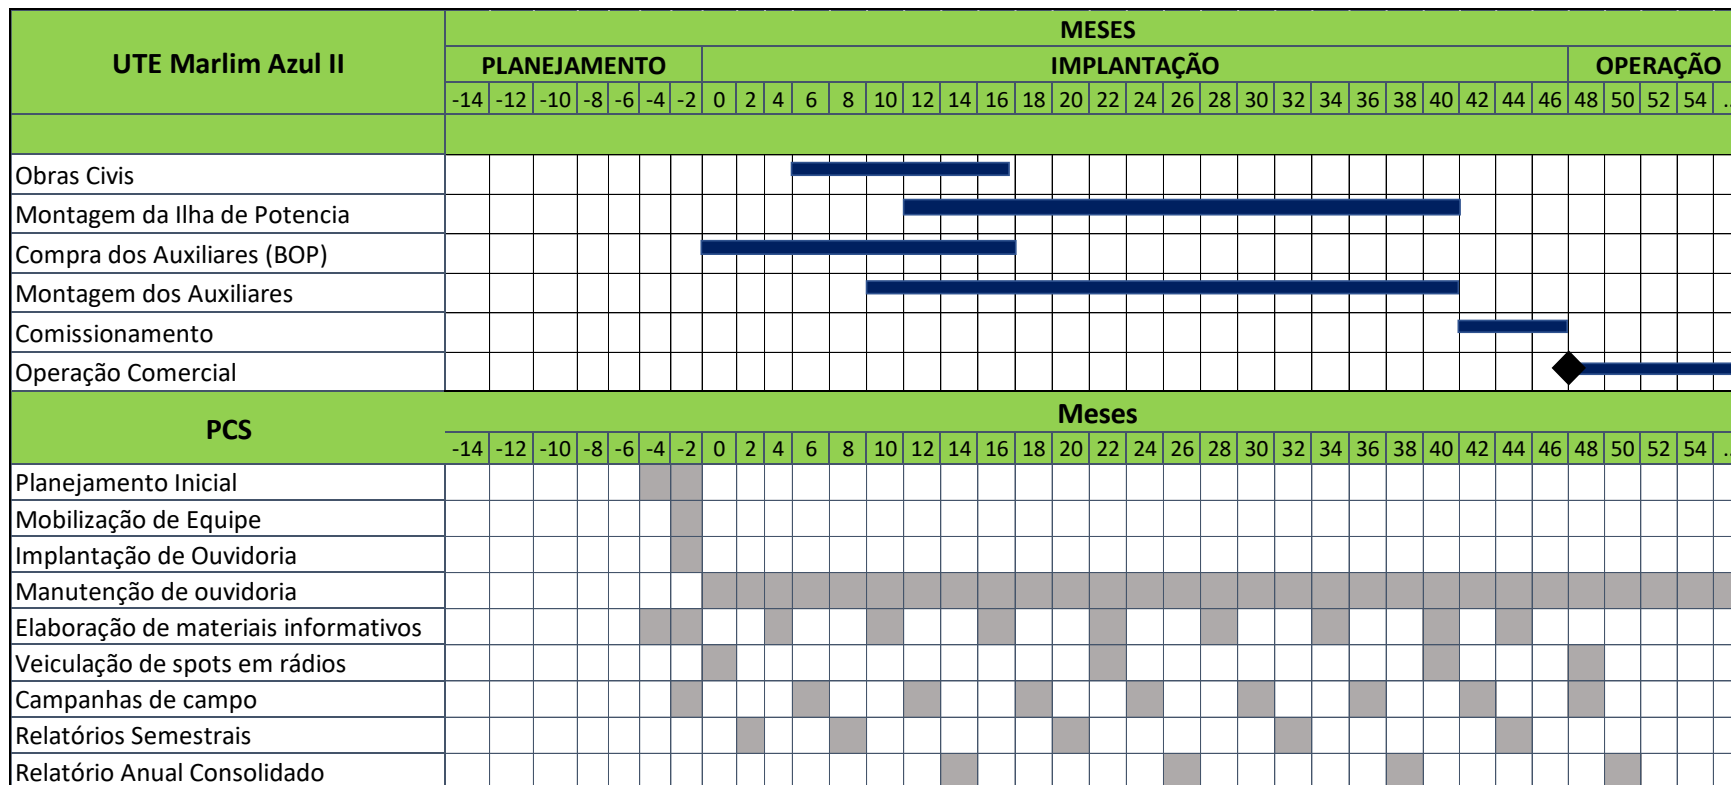 UTE Marlim Azul II
MESES
PLANEJAMENTO IMPLANTAÇÃO OPERAÇÃO
-14 -12 -10 -8 -6 -4 -2 0 2 4 6 8 10 12 14 16 18 20 22 24 26 28 30 32 34 36 38 40 42 44 46 48 50 52 54 ..
Obras Civis
Montagem da Ilha de Potencia
Compra dos Auxiliares (BOP)
Montagem dos Auxiliares
Comissionamento
Operação Comercial
PCS
Meses
-14 -12 -10 -8 -6 -4 -2 0 2 4 6 8 10 12 14 16 18 20 22 24 26 28 30 32 34 36 38 40 42 44 46 48 50 52 54 ..
Planejamento Inicial
Mobilização de Equipe
Implantação de Ouvidoria
Manutenção de ouvidoria
Elaboração de materiais informativos
Veiculação de spots em rádios
Campanhas de campo
Relatórios Semestrais
Relatório Anual Consolidado